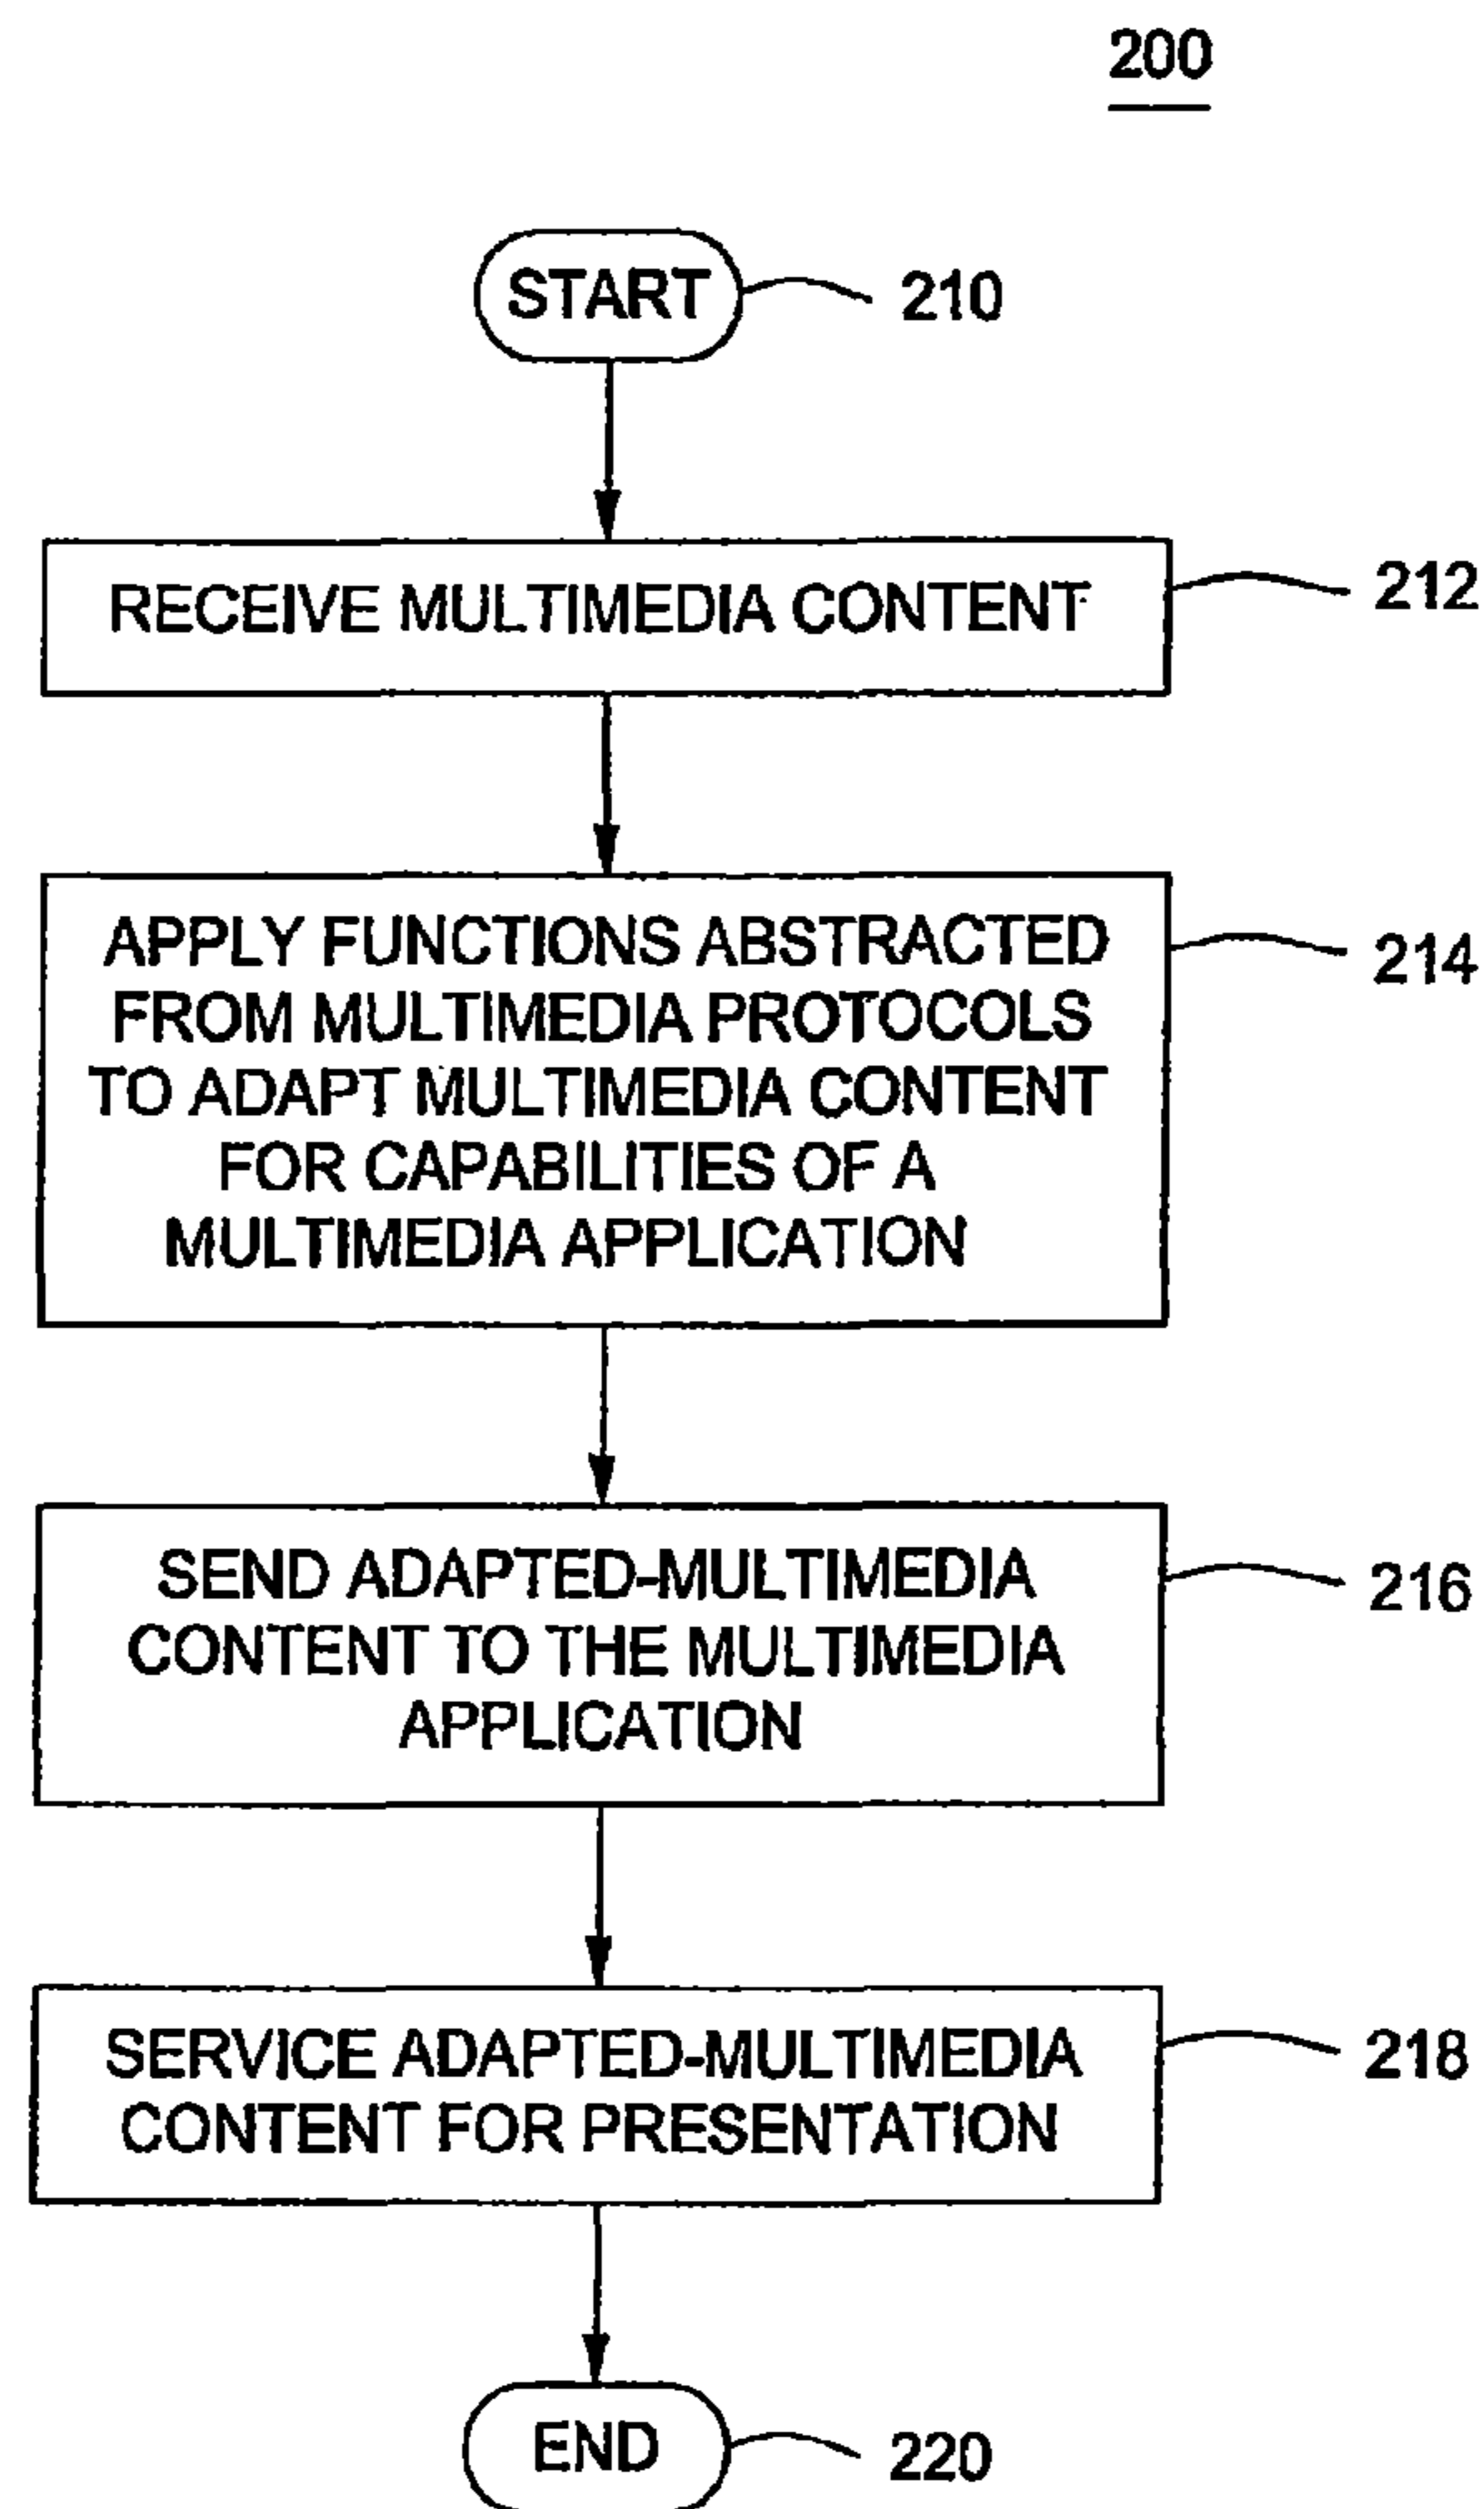 200
START
210
RECEIVE MULTIMEDIA CONTENT
212
APPLY FUNCTIONS ABSTRACTED
FROM MULTIMEDIA PROTOCOLS
TO ADAPT MULTIMEDIA CONTENT
FOR CAPABILITIES OF A
MULTIMEDIA APPLICATION
214
SEND ADAPTED-MULTIMEDIA
CONTENT TO THE MULTIMEDIA
APPLICATION
216
SERVICE ADAPTED-MULTIMEDIA
CONTENT FOR PRESENTATION
218
END
220